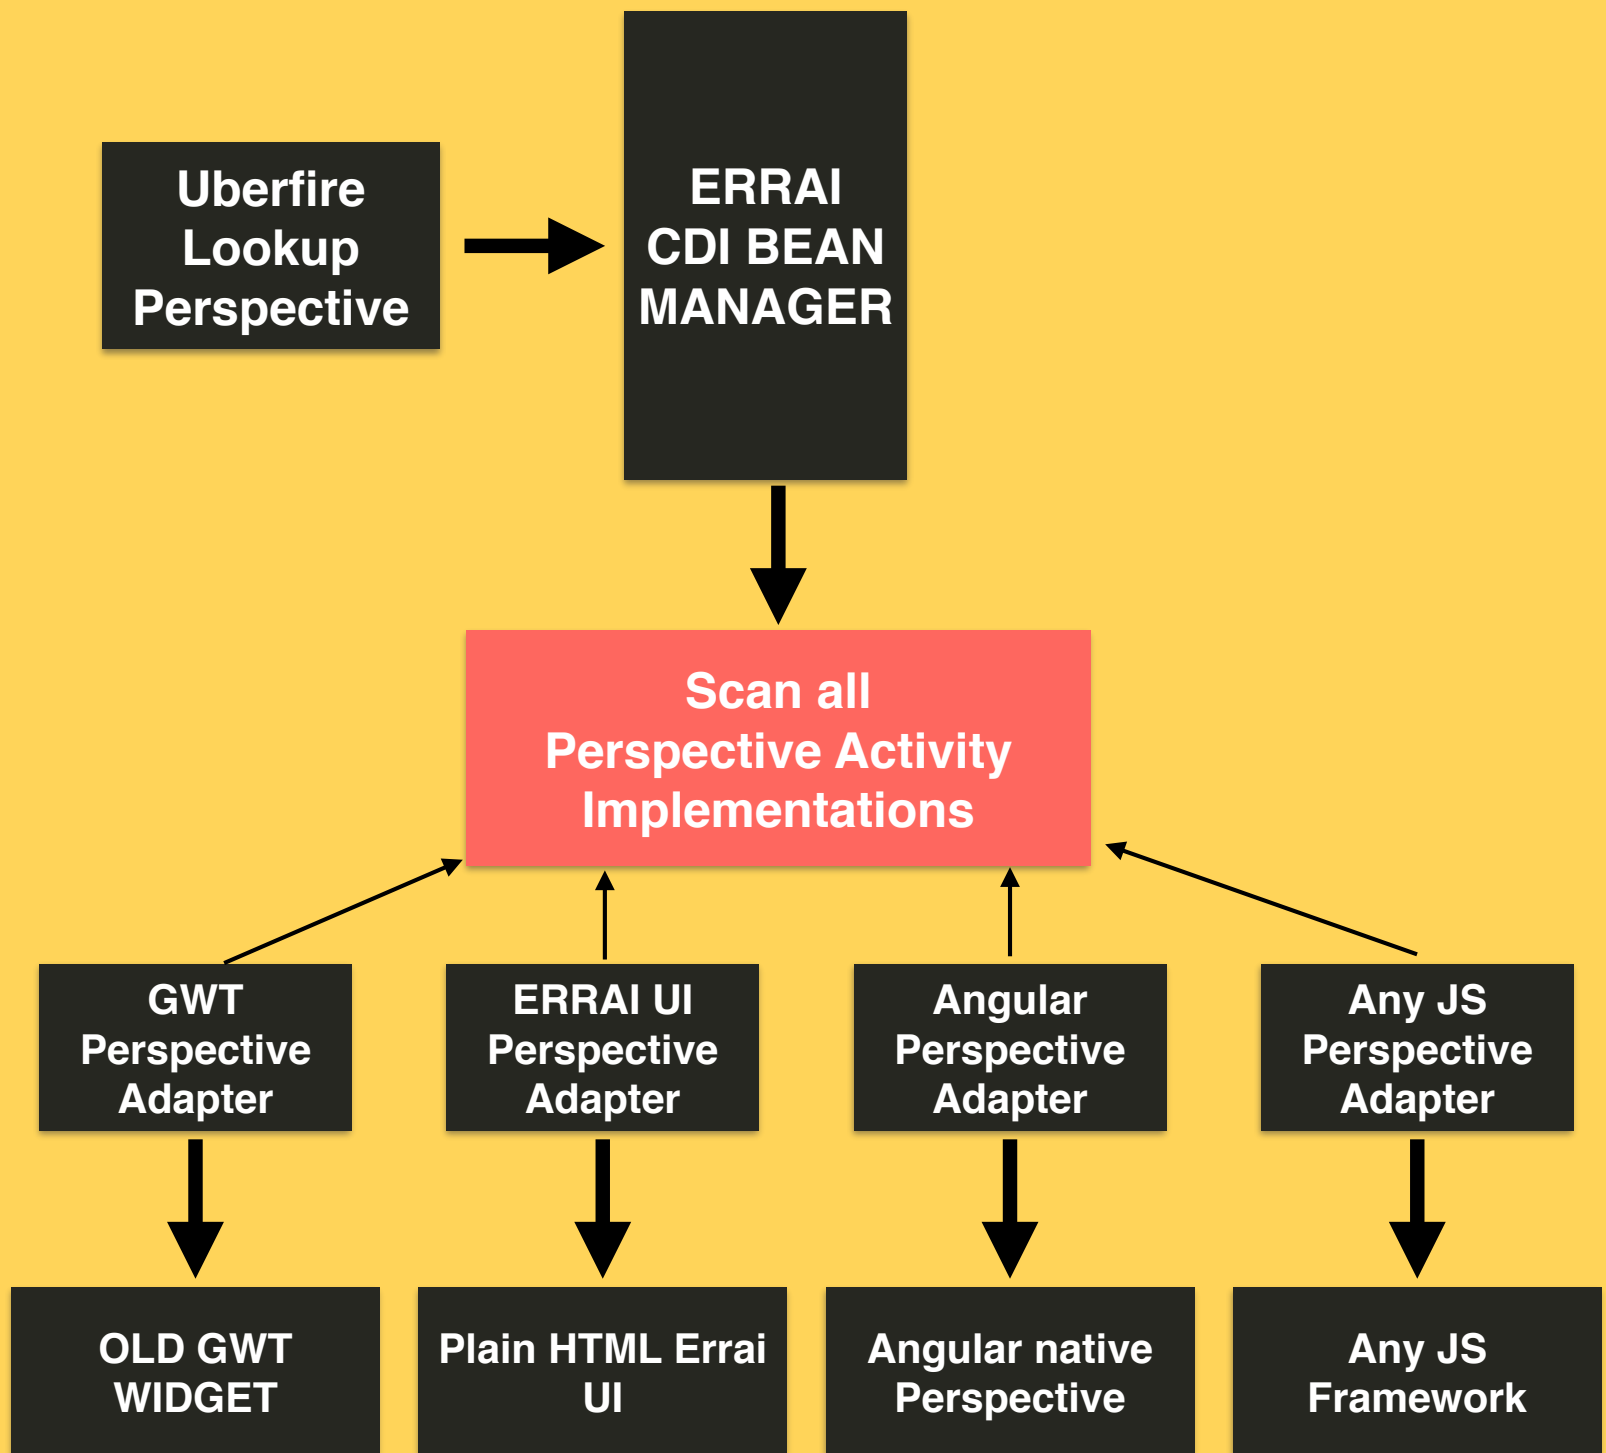 Uberfire
Lookup
Perspective
ERRAI
CDI BEAN
MANAGER
Scan all
Perspective Activity
Implementations
GWT
Perspective
Adapter
ERRAI UI
Perspective
Adapter
Angular
Perspective
Adapter
Any JS
Perspective
Adapter
OLD GWT
WIDGET
Plain HTML Errai
UI
Angular native
Perspective
Any JS
Framework